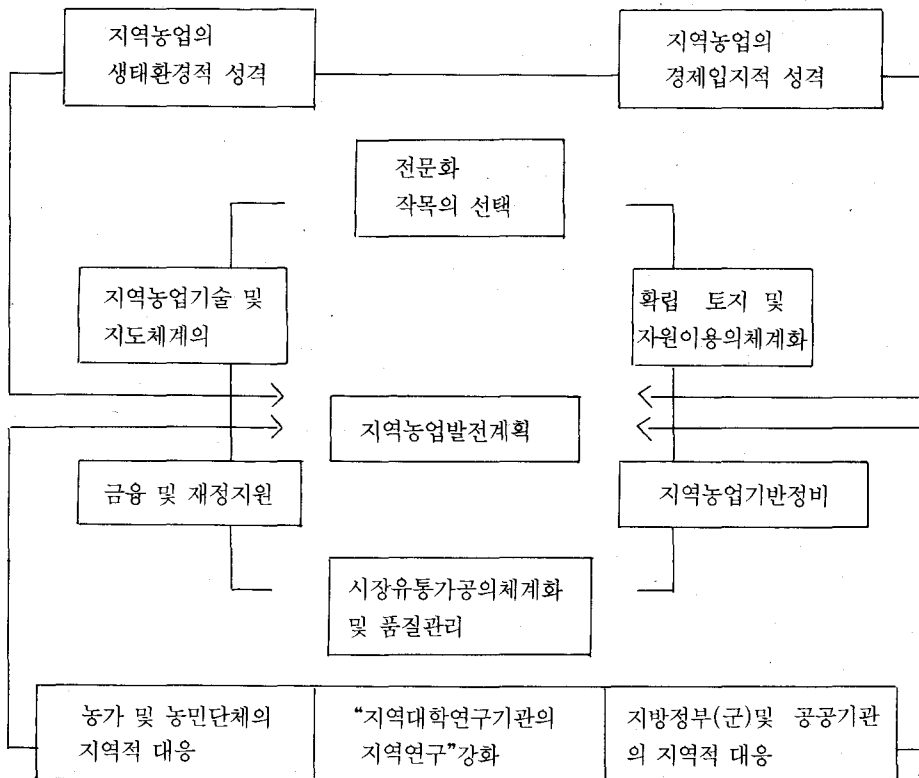 지역농업의
생태환경적 성격
지역농업의
경제입지적 성격
전문화
작목의 선택
지역농업기술 및
지도체계의
확립 토지 및
자원이용의체계화
지역농업발전계획
금융 및 재정지원
지역농업기반정비
시장유통가공의체계화
및 품질관리
농가 및 농민단체의
지역적 대응
“지역대학연구기관의
지역연구”강화
지방정부(군)및 공공기관
의 지역적 대응